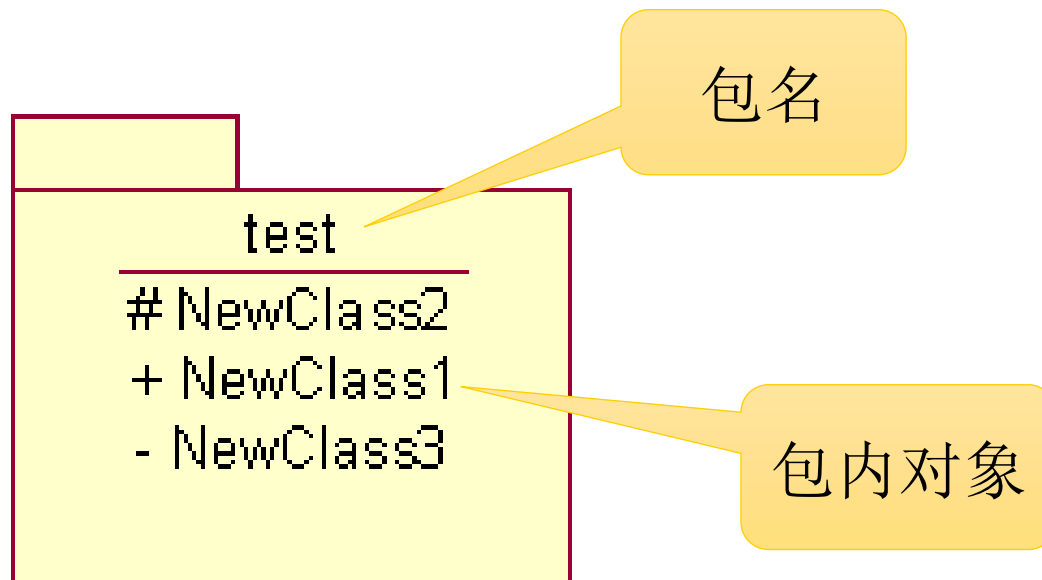 包名
test
# NewClass2
+ NewClass1
- NewClass3
包内对象